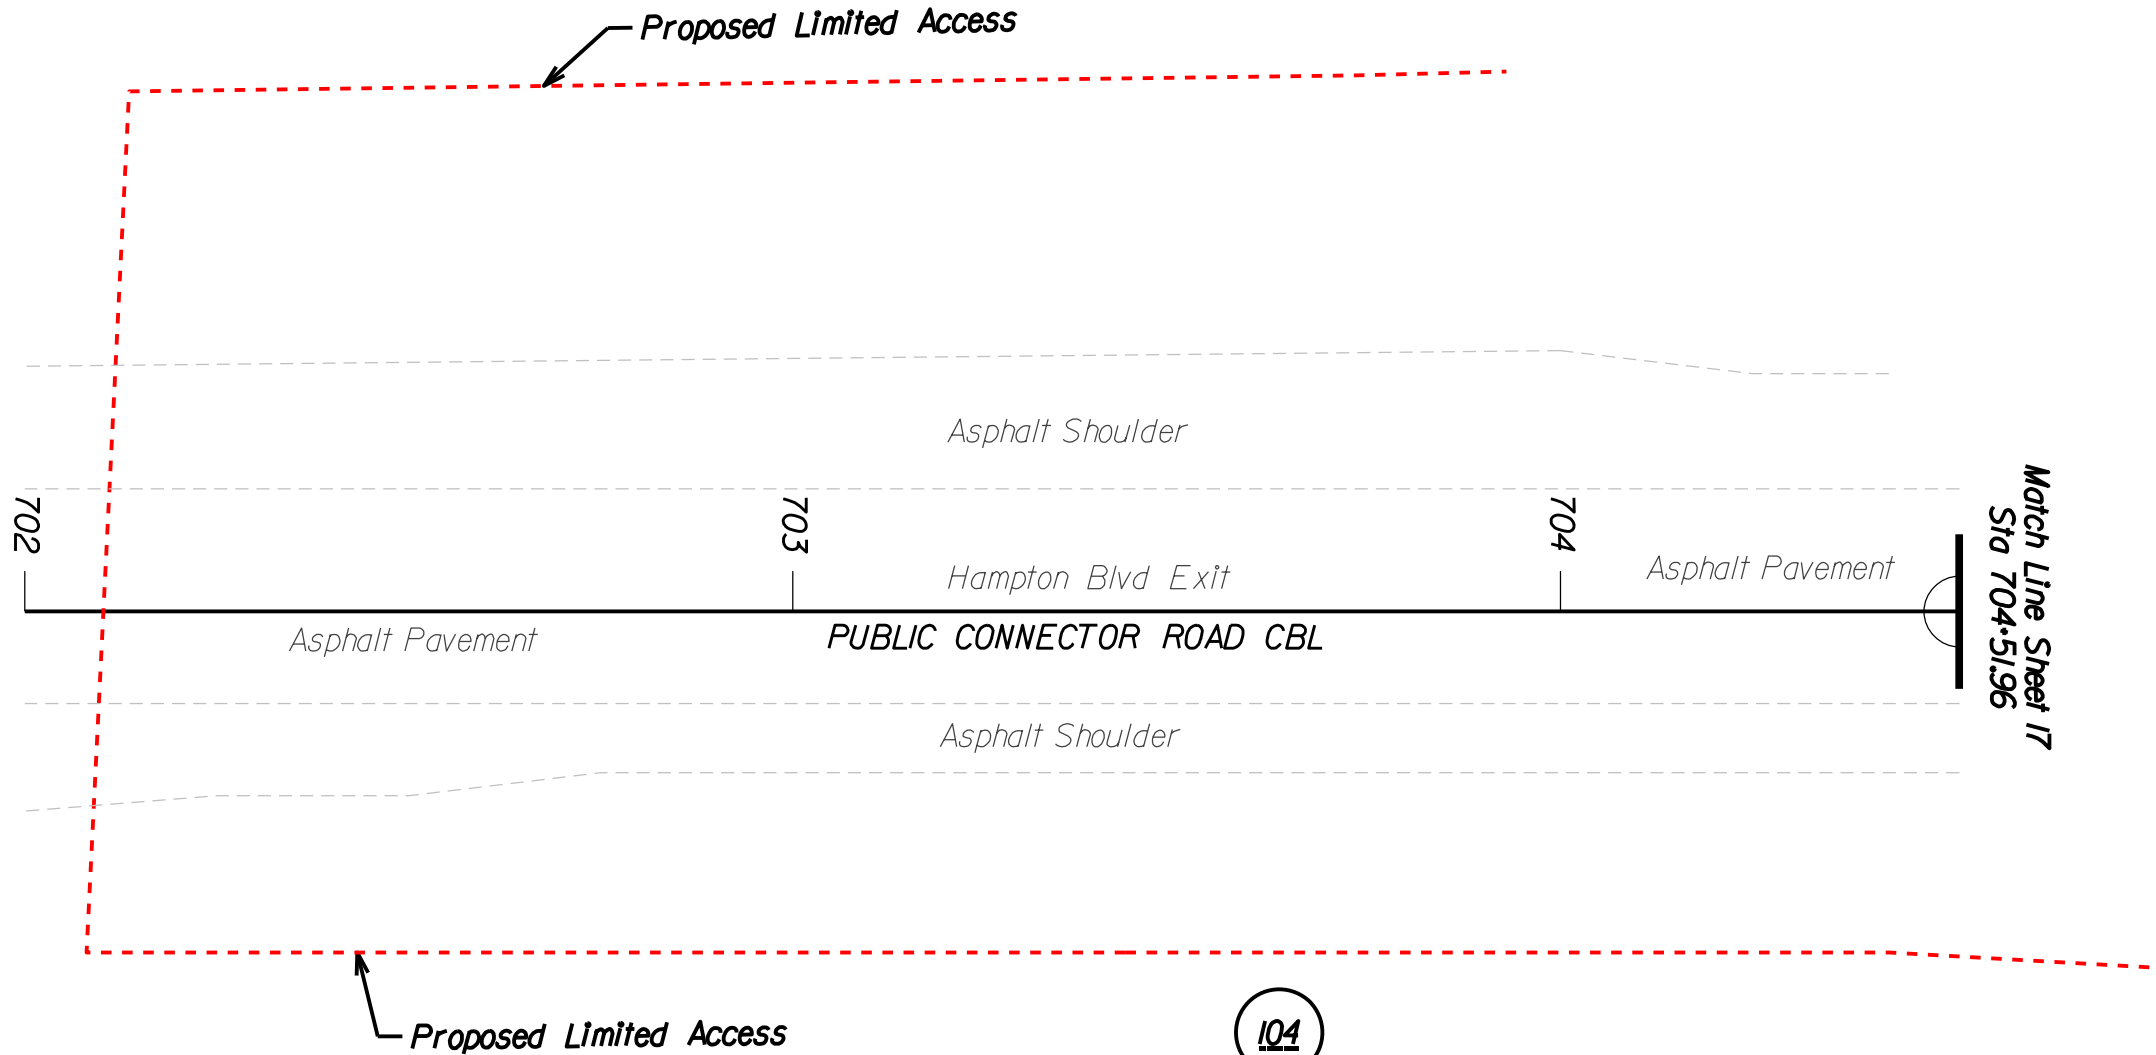 Proposed Limited Access
Asphalt Shoulder
702
703
704
Match Line Sheet 17
Sta 704+51.96
Hampton Blvd Exit
Asphalt Pavement
Asphalt Pavement
PUBLIC CONNECTOR ROAD CBL
Asphalt Shoulder
Proposed Limited Access
104